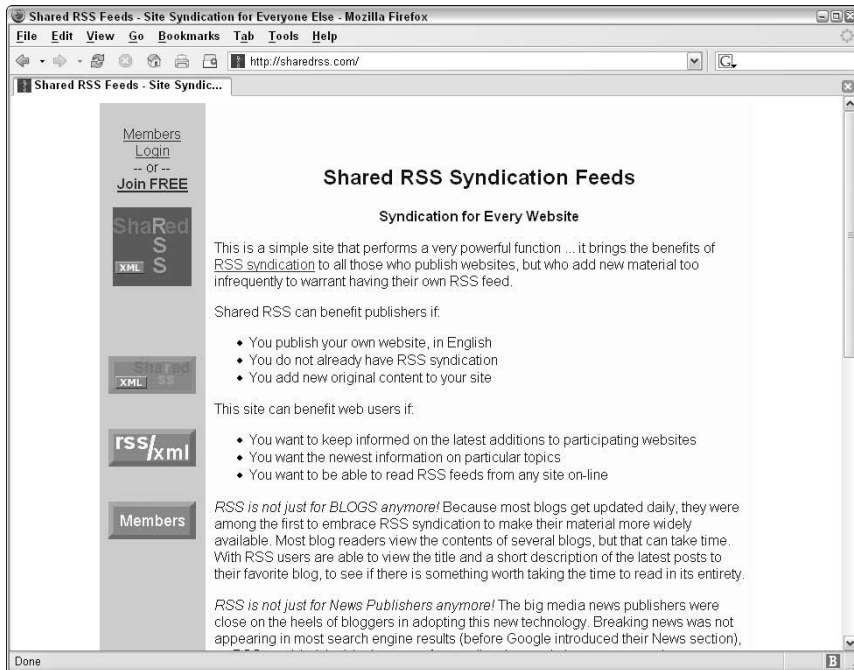 Shared RSS Feeds - Site Syndication for Everyone Else - Mozilla Firefox
File Edit View Go Bookmarks Tab Tools Help
http://sharedrss.com/
G
Shared RSS Feeds - Site Syndic...
Members
Login
-- or --
Join FREE
ShaRed
S
S
XML
Shared
XML
SS
rss/xml
Members
Shared RSS Syndication Feeds
Syndication for Every Website
This is a simple site that performs a very powerful function ... it brings the benefits of
RSS syndication to all those who publish websites, but who add new material too
infrequently to warrant having their own RSS feed.
Shared RSS can benefit publishers if:
• You publish your own website, in English
• You do not already have RSS syndication
• You add new original content to your site
This site can benefit web users if:
• You want to keep informed on the latest additions to participating websites
• You want the newest information on particular topics
• You want to be able to read RSS feeds from any site on-line
RSS is not just for BLOGS anymore! Because most blogs get updated daily, they were
among the first to embrace RSS syndication to make their material more widely
available. Most blog readers view the contents of several blogs, but that can take time.
With RSS users are able to view the title and a short description of the latest posts to
their favorite blog, to see if there is something worth taking the time to read in its entirety.
RSS is not just for News Publishers anymore! The big media news publishers were
close on the heels of bloggers in adopting this new technology. Breaking news was not
appearing in most search engine results (before Google introduced their News section),
Done
B